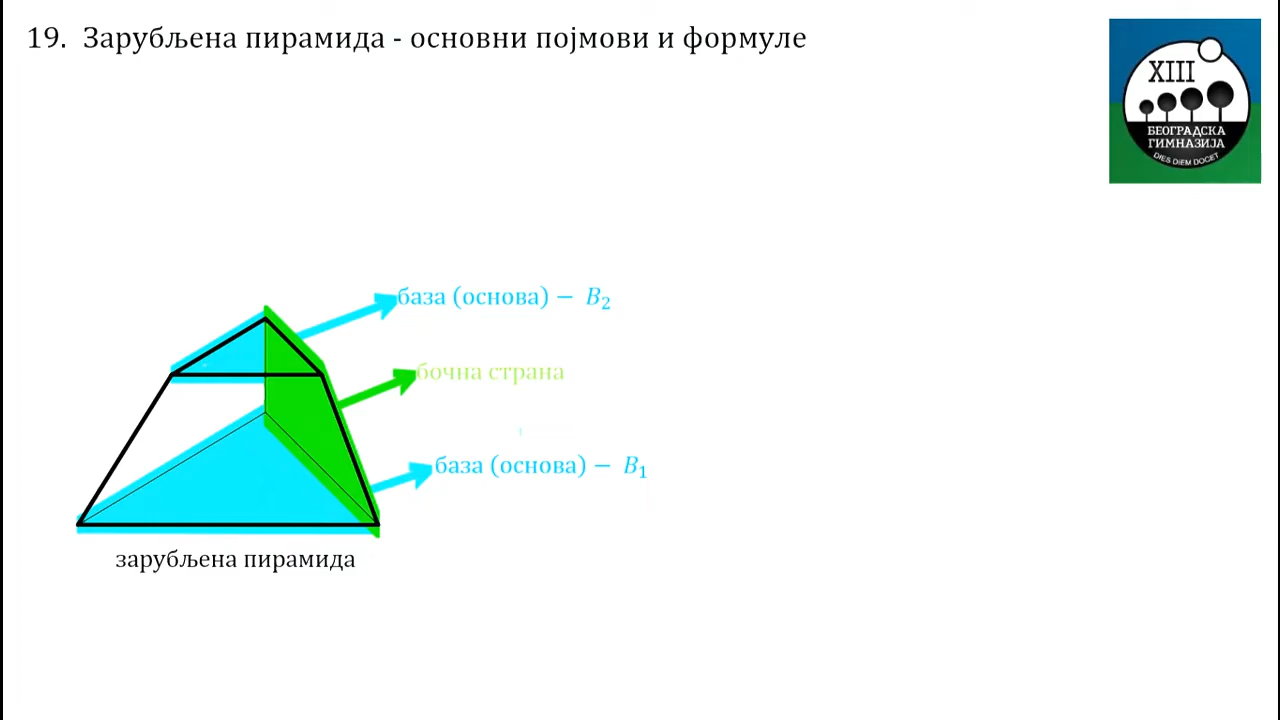 19. Зарубљена пирамида - основни појмови и формуле
XIII
БЕОГРАДСКА
ГИМНАЗИЈА
DIES DIEM DOCET
база (основа) − B₂
бочна страна
база (основа) − B₁
зарубљена пирамида